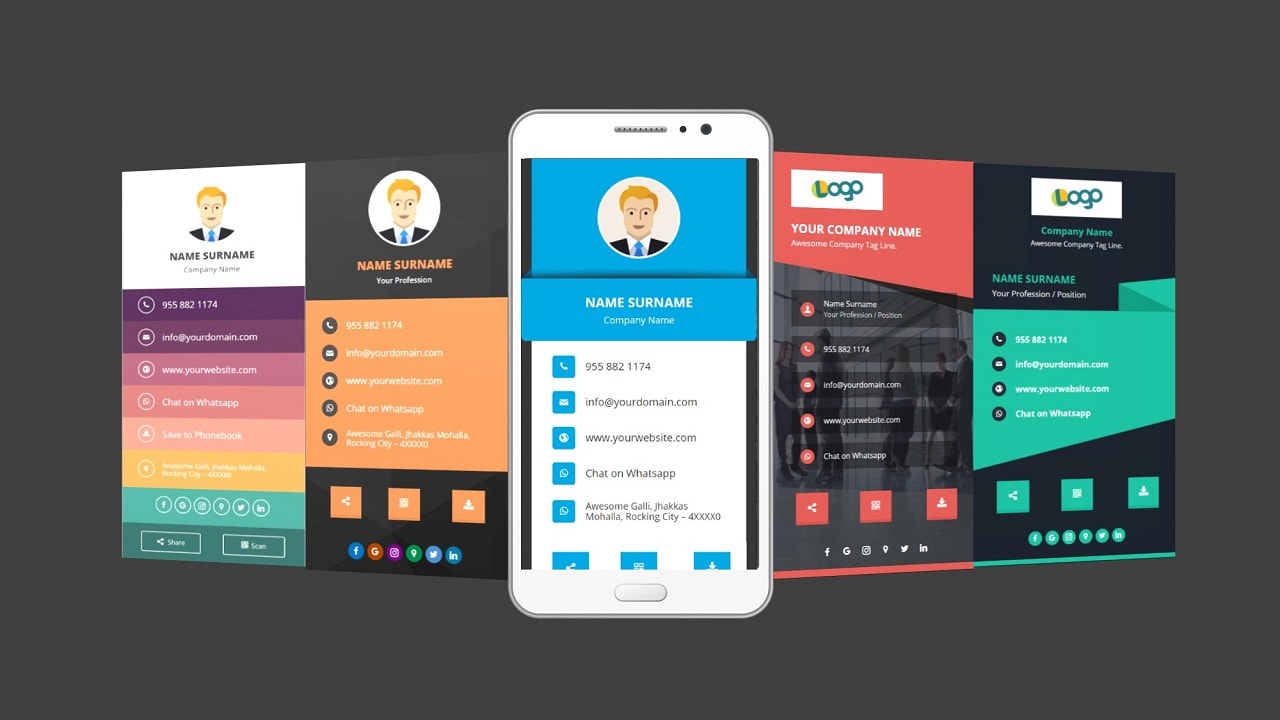 NAME SURNAME
Company Name
955 882 1174
info@yourdomain.com
www.yourwebsite.com
Chat on Whatsapp
Save to Phonebook
Awesome Galli, Jhakkas Mohalla,
Rocking City – 4XXXX0
Share
Scan
NAME SURNAME
Your Profession
955 882 1174
info@yourdomain.com
www.yourwebsite.com
Chat on Whatsapp
Awesome Galli, Jhakkas Mohalla,
Rocking City – 4XXXX0
NAME SURNAME
Company Name
955 882 1174
info@yourdomain.com
www.yourwebsite.com
Chat on Whatsapp
Awesome Galli, Jhakkas
Mohalla, Rocking City – 4XXXX0
Logo
YOUR COMPANY NAME
Awesome Company Tag Line.
Name Surname
Your Profession / Position
955 882 1174
info@yourdomain.com
www.yourwebsite.com
Chat on Whatsapp
Logo
Company Name
Awesome Company Tag Line.
NAME SURNAME
Your Profession / Position
955 882 1174
info@yourdomain.com
www.yourwebsite.com
Chat on Whatsapp